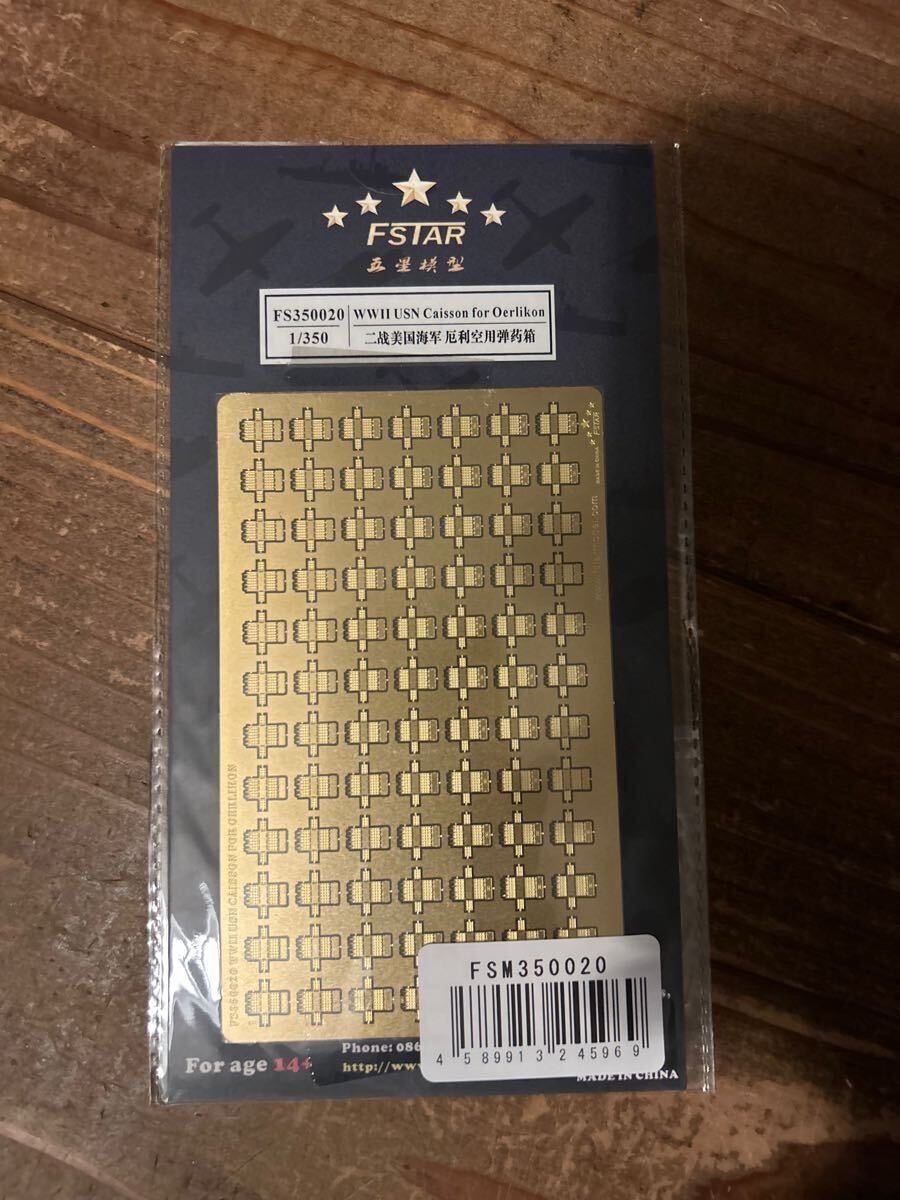 FSTAR
五星模型
FS350020
1/350
WWII USN Caisson for Oerlikon
二战美国海军 厄利空用弹药箱
FSTAR
MADE IN CHINA
.com
FS350020 WWII USN CAISSON FOR OERLIKON
FSM350020
4 589913 245969
For age 14+
Phone: 086
http://www
MADE IN CHINA